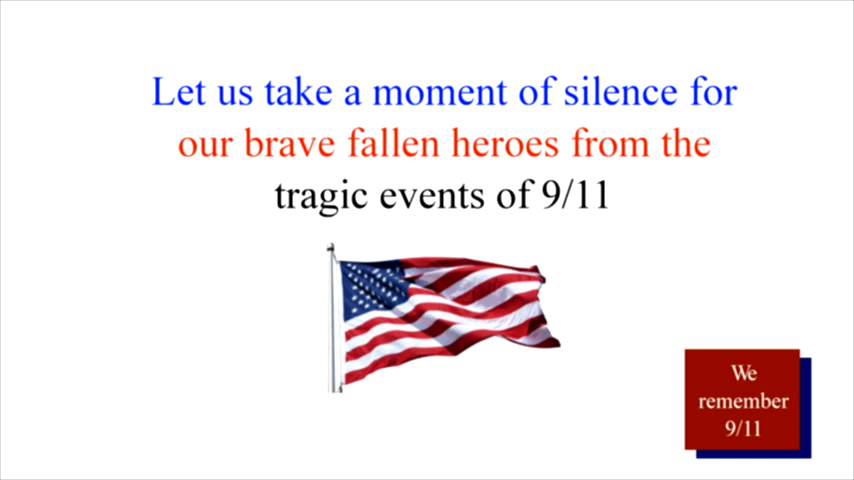 Let us take a moment of silence for
our brave fallen heroes from the
tragic events of 9/11
We
remember
9/11